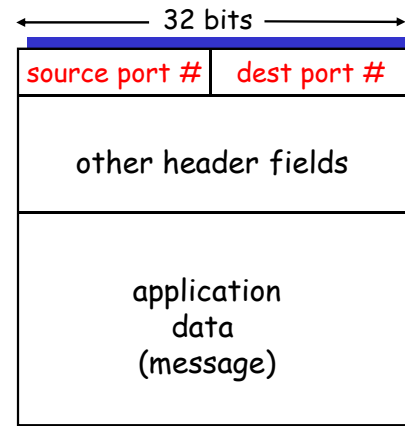 32 bits
source port # dest port #
other header fields
application
data
(message)